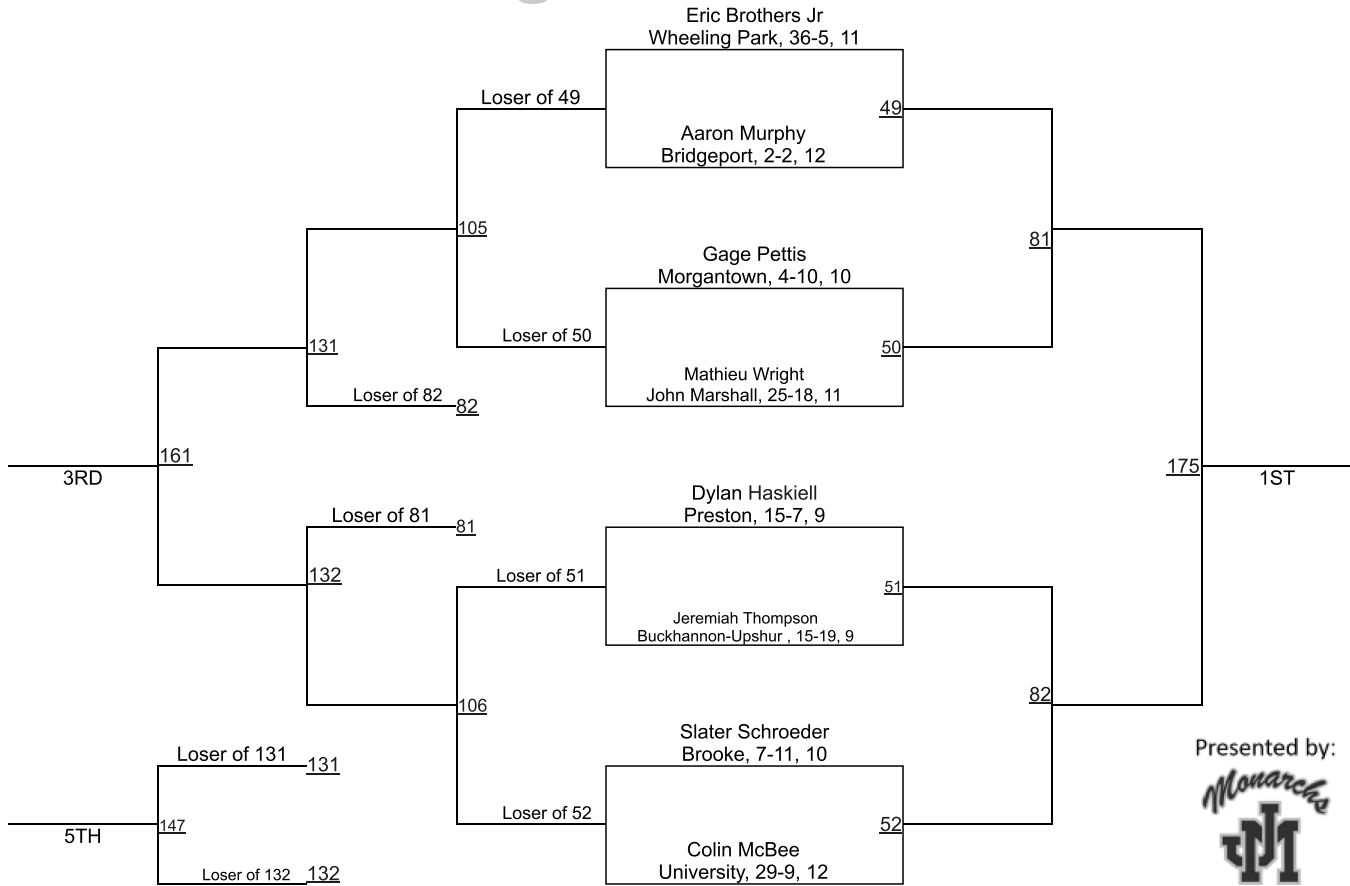 Eric Brothers Jr
Wheeling Park, 36-5, 11
Loser of 49
49
Aaron Murphy
Bridgeport, 2-2, 12
105
81
Gage Pettis
Morgantown, 4-10, 10
Loser of 50
50
131
Mathieu Wright
John Marshall, 25-18, 11
Loser of 82
82
161
3RD
175
1ST
Dylan Haskiell
Preston, 15-7, 9
Loser of 81
81
132
Loser of 51
51
Jeremiah Thompson
Buckhannon-Upshur , 15-19, 9
106
82
Slater Schroeder
Brooke, 7-11, 10
Loser of 131
131
Loser of 52
52
147
5TH
Colin McBee
University, 29-9, 12
Loser of 132
132
Presented by:
Monarchs
JM